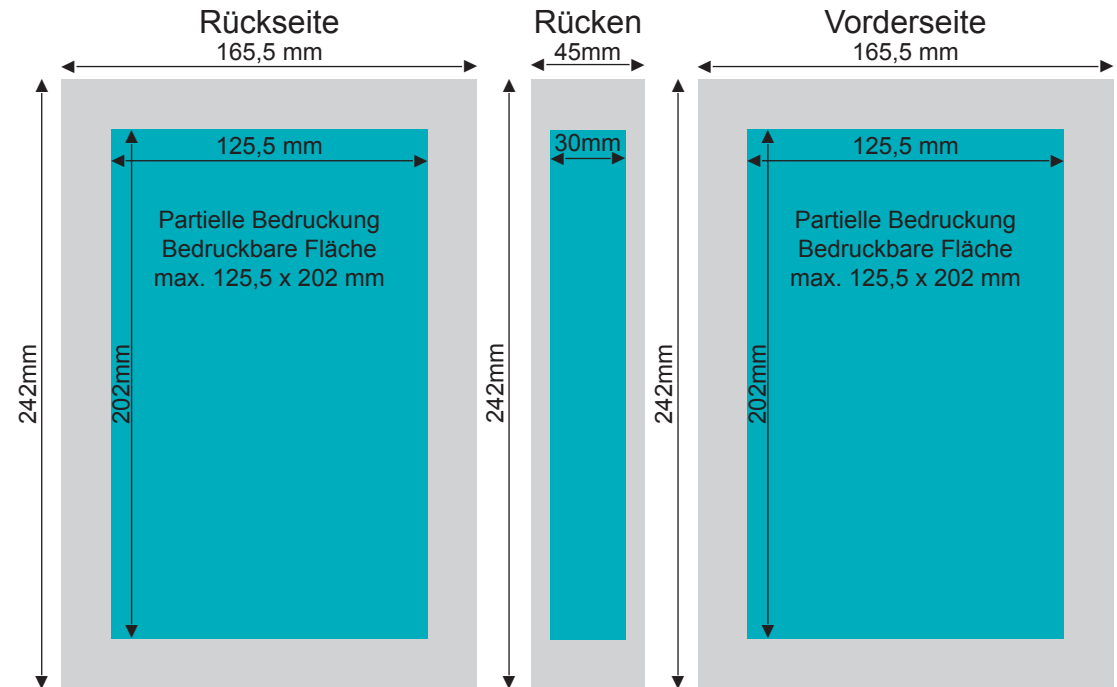 Rückseite
165,5 mm
Rücken
45mm
Vorderseite
165,5 mm
125,5 mm
Partielle Bedruckung
Bedruckbare Fläche
max. 125,5 x 202 mm
242mm
202mm
30mm
242mm
125,5 mm
Partielle Bedruckung
Bedruckbare Fläche
max. 125,5 x 202 mm
242mm
202mm